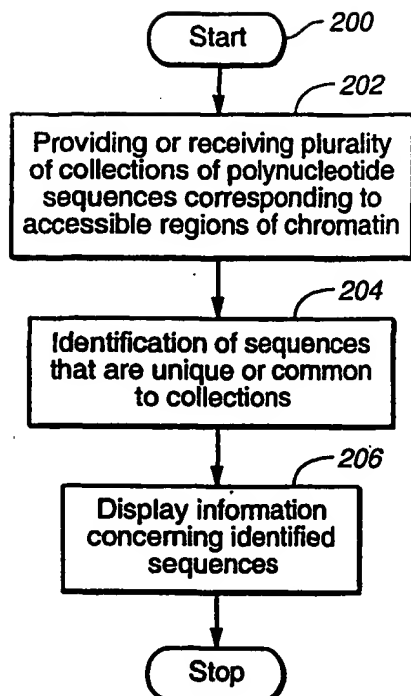 Start
200
202
Providing or receiving plurality
of collections of polynucleotide
sequences corresponding to
accessible regions of chromatin
204
Identification of sequences
that are unique or common
to collections
206
Display information
concerning identified
sequences
Stop